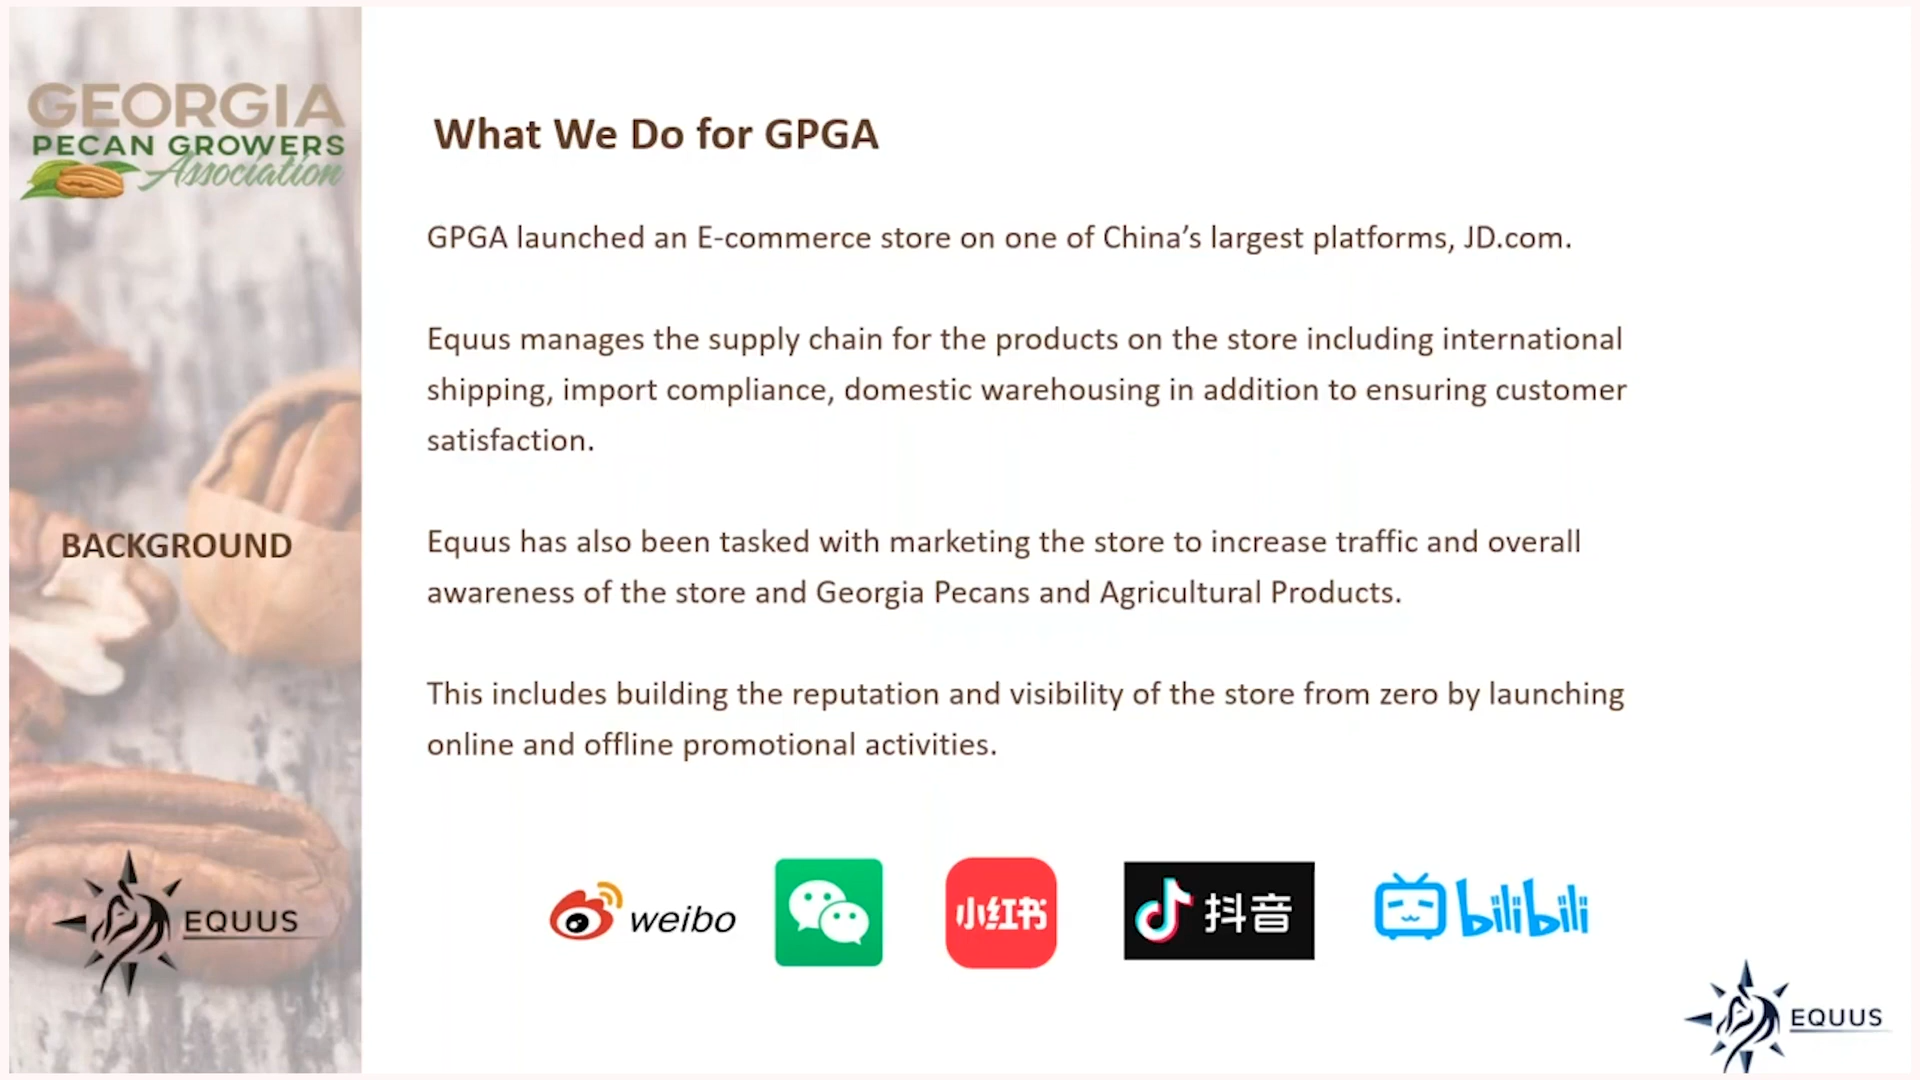 GEORGIA
PECAN GROWERS
Association
BACKGROUND
EQUUS
What We Do for GPGA
GPGA launched an E-commerce store on one of China’s largest platforms, JD.com.
Equus manages the supply chain for the products on the store including international
shipping, import compliance, domestic warehousing in addition to ensuring customer
satisfaction.
Equus has also been tasked with marketing the store to increase traffic and overall
awareness of the store and Georgia Pecans and Agricultural Products.
This includes building the reputation and visibility of the store from zero by launching
online and offline promotional activities.
weibo
小红书
抖音
bilibili
EQUUS